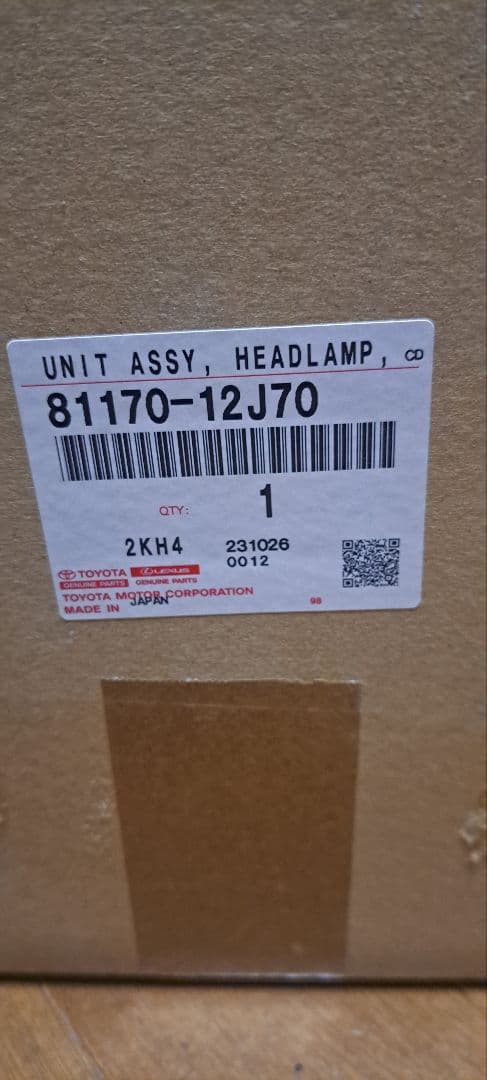 UNIT ASSY, HEADLAMP, CD
81170-12J70
QTY: 1
2KH4 231026
0012
TOYOTA LEXUS
GENUINE PARTS GENUINE PARTS
TOYOTA MOTOR CORPORATION
MADE IN JAPAN 98